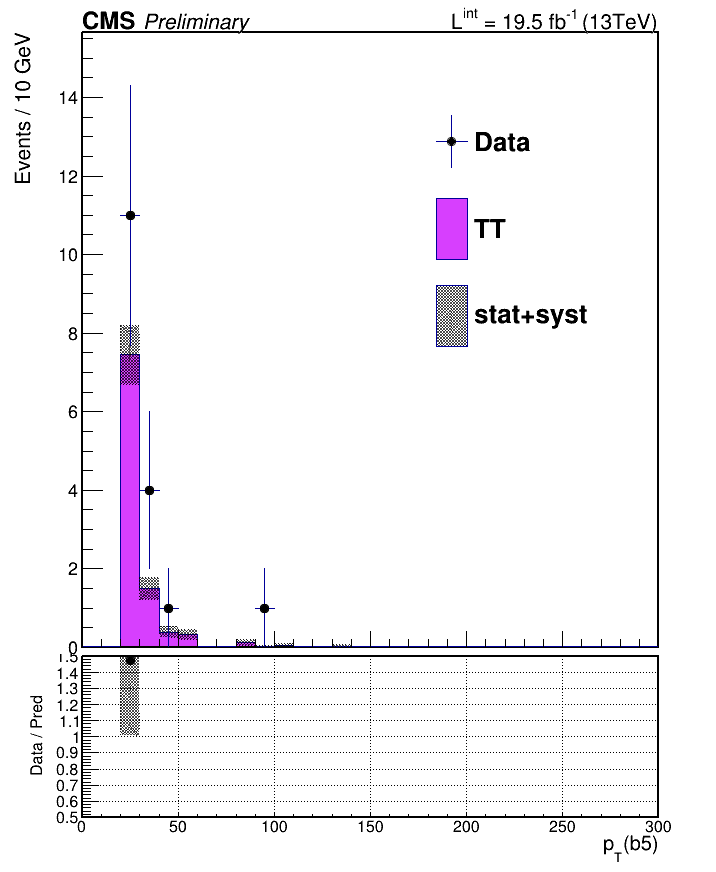 CMS Preliminary
L^int = 19.5 fb^-1 (13TeV)
Events / 10 GeV
14
12
10
8
6
4
2
0
Data
TT
stat+syst
Data / Pred
1.5
1.4
1.3
1.2
1.1
1
0.9
0.8
0.7
0.6
0.5
0 50 100 150 200 250 300
p_T(b5)